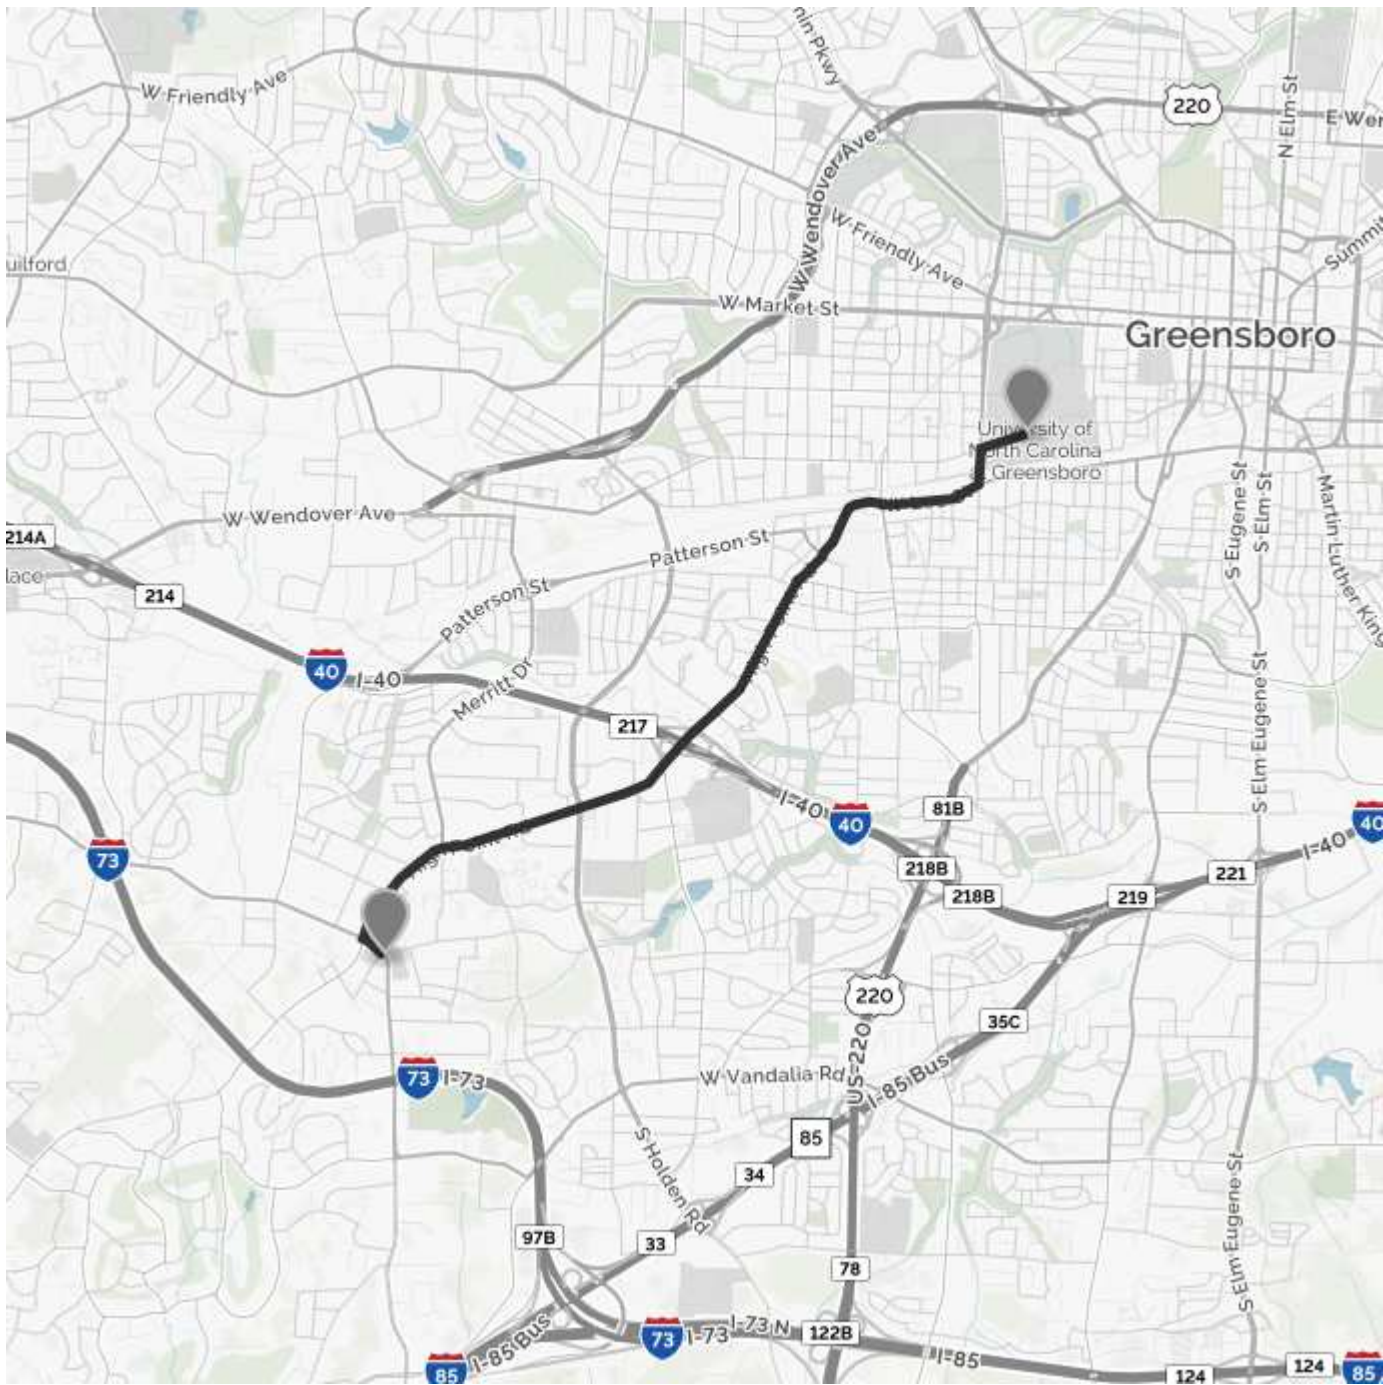 W Friendly Ave
220
N Elm St
W Wendover Ave
W Friendly Ave
Summit
W Market St
W Wendover Ave
Greensboro
University of
North Carolina
Greensboro
W Wendover Ave
214A
Patterson St
S Eugene St
S Elm St
Martin Luther King
214
Patterson St
40
I-40
Merritt Dr
217
S Elm Eugene St
I-40
40
81B
40
I-40
73
218B
218B
219
221
220
35C
US-220
73
I-73
W Vandalia Rd
I-85 Bus
85
34
S Holden Rd
97B
33
78
S Elm Eugene St
S Elm Eugene St
I-85 Bus
73
I-73
I-73 N
122B
I-85
85
124
124
85